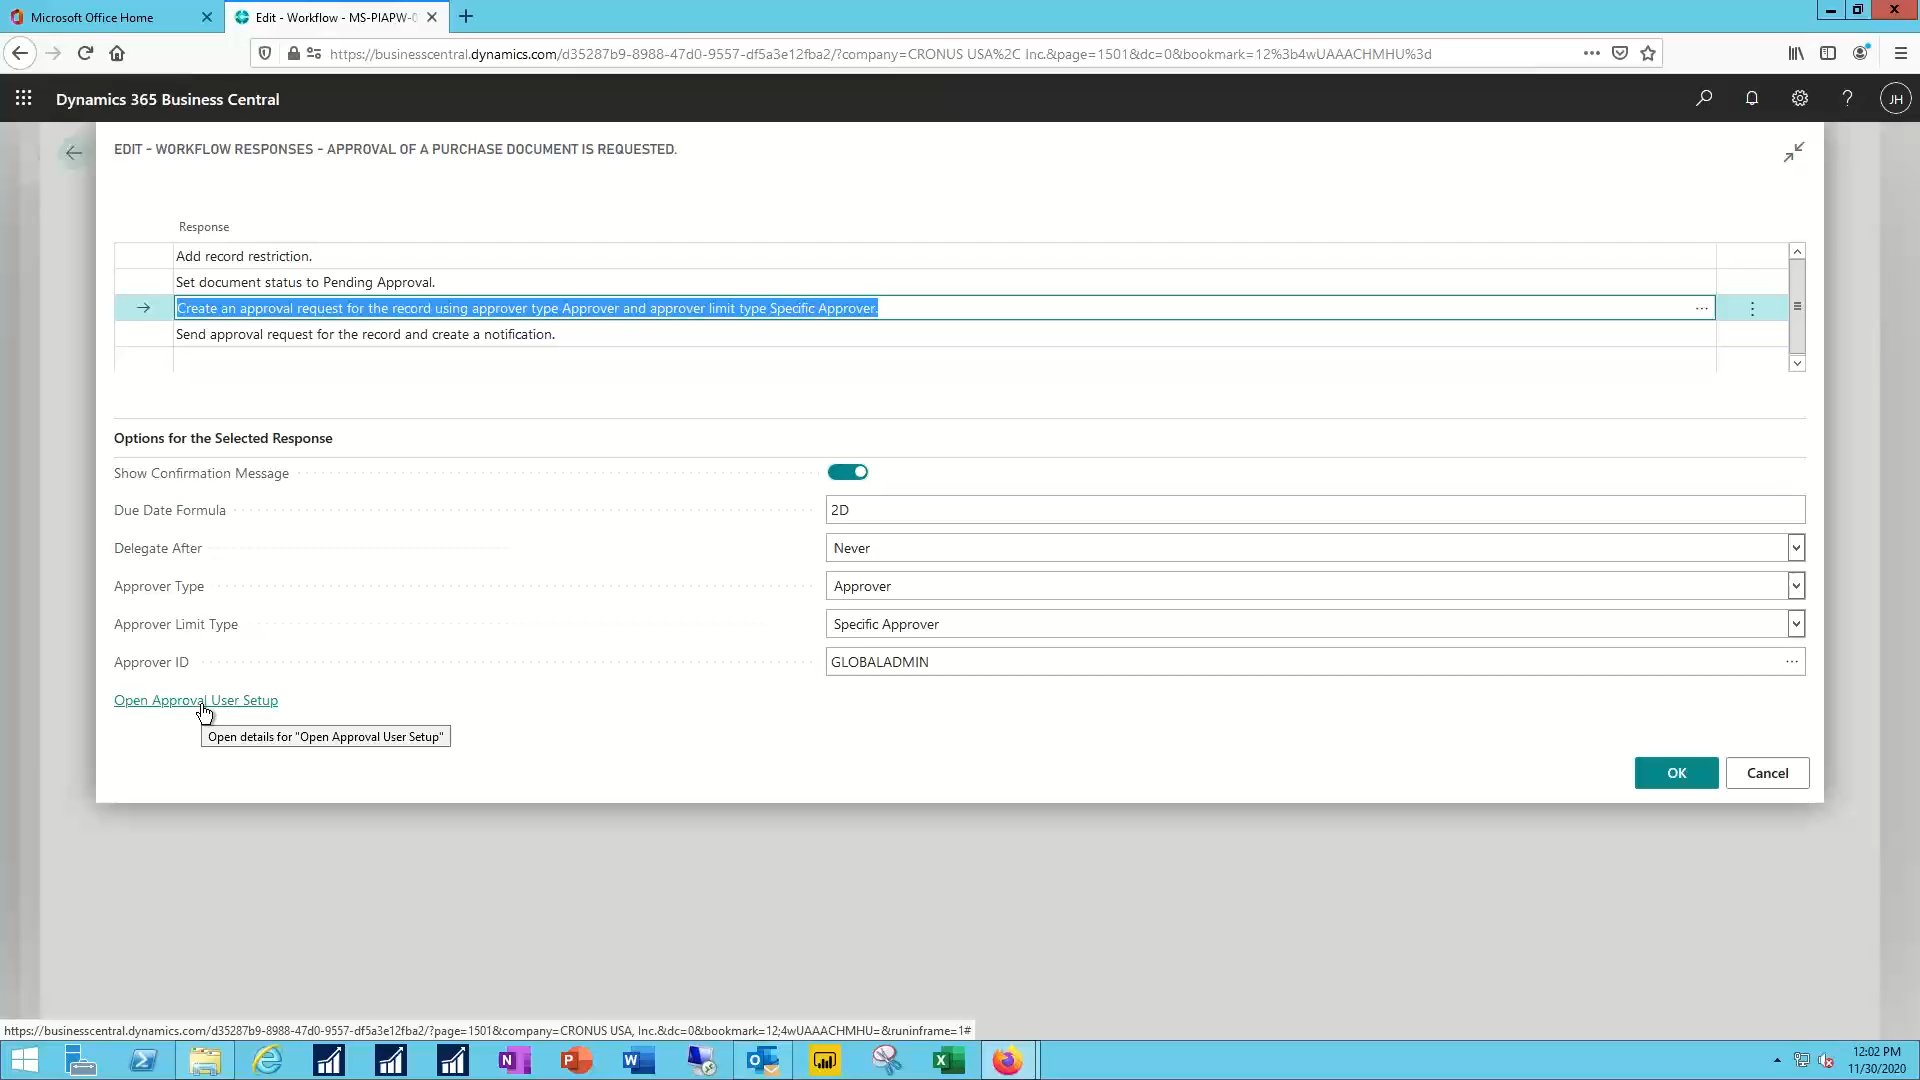 Microsoft Office Home
Edit - Workflow - MS-PIAPW-0
https://businesscentral.dynamics.com/d35287b9-8988-47d0-9557-df5a3e12fba2/?company=CRONUS USA%2C Inc.&page=1501&dc=0&bookmark=12%3b4wUAAACHMHU%3d
Dynamics 365 Business Central
JH
EDIT - WORKFLOW RESPONSES - APPROVAL OF A PURCHASE DOCUMENT IS REQUESTED.
Response
Add record restriction.
Set document status to Pending Approval.
Create an approval request for the record using approver type Approver and approver limit type Specific Approver.
Send approval request for the record and create a notification.
Options for the Selected Response
Show Confirmation Message
Due Date Formula
2D
Delegate After
Never
Approver Type
Approver
Approver Limit Type
Specific Approver
Approver ID
GLOBALADMIN
Open Approval User Setup
Open details for "Open Approval User Setup"
OK
Cancel
https://businesscentral.dynamics.com/d35287b9-8988-47d0-9557-df5a3e12fba2/?page=1501&company=CRONUS USA, Inc.&dc=0&bookmark=12;4wUAAACHMHU=&runinframe=1#
12:02 PM
11/30/2020